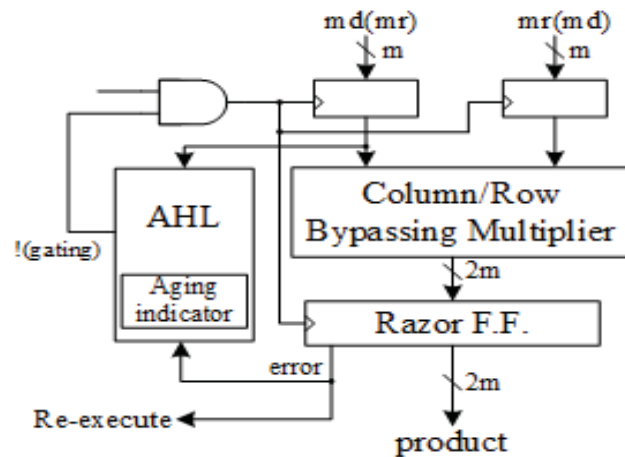 md(mr)
mr(md)
m
m
AHL
Column/Row
Bypassing Multiplier
!(gating)
Aging
indicator
2m
Razor F.F.
error
2m
Re-execute
product